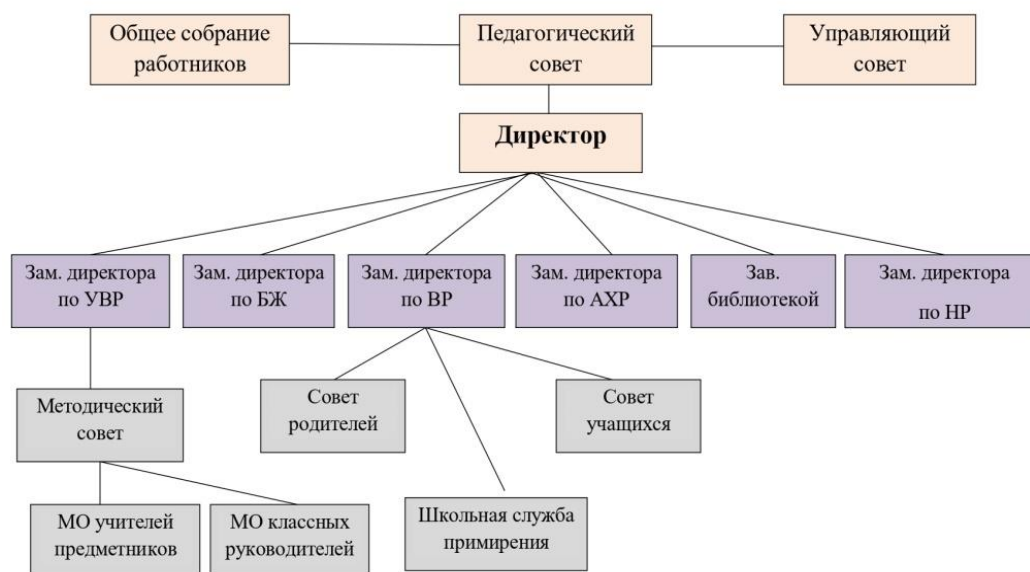 Общее собрание
работников
Педагогический
совет
Управляющий
совет
Директор
Зам. директора
по УВР
Зам. директора
по БЖ
Зам. директора
по ВР
Зам. директора
по АХР
Зав.
библиотекой
Зам. директора
по НР
Методический
совет
Совет
родителей
Совет
учащихся
МО учителей
предметников
МО классных
руководителей
Школьная служба
примирения